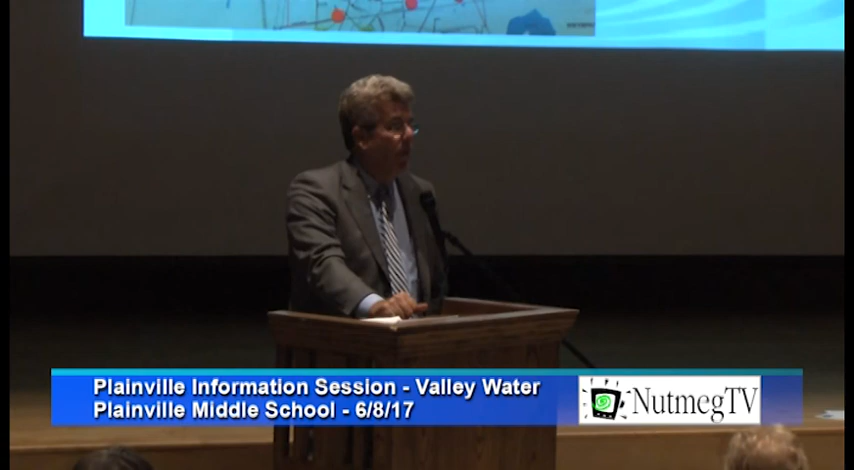 Plainville Information Session - Valley Water
Plainville Middle School - 6/8/17
NutmegTV